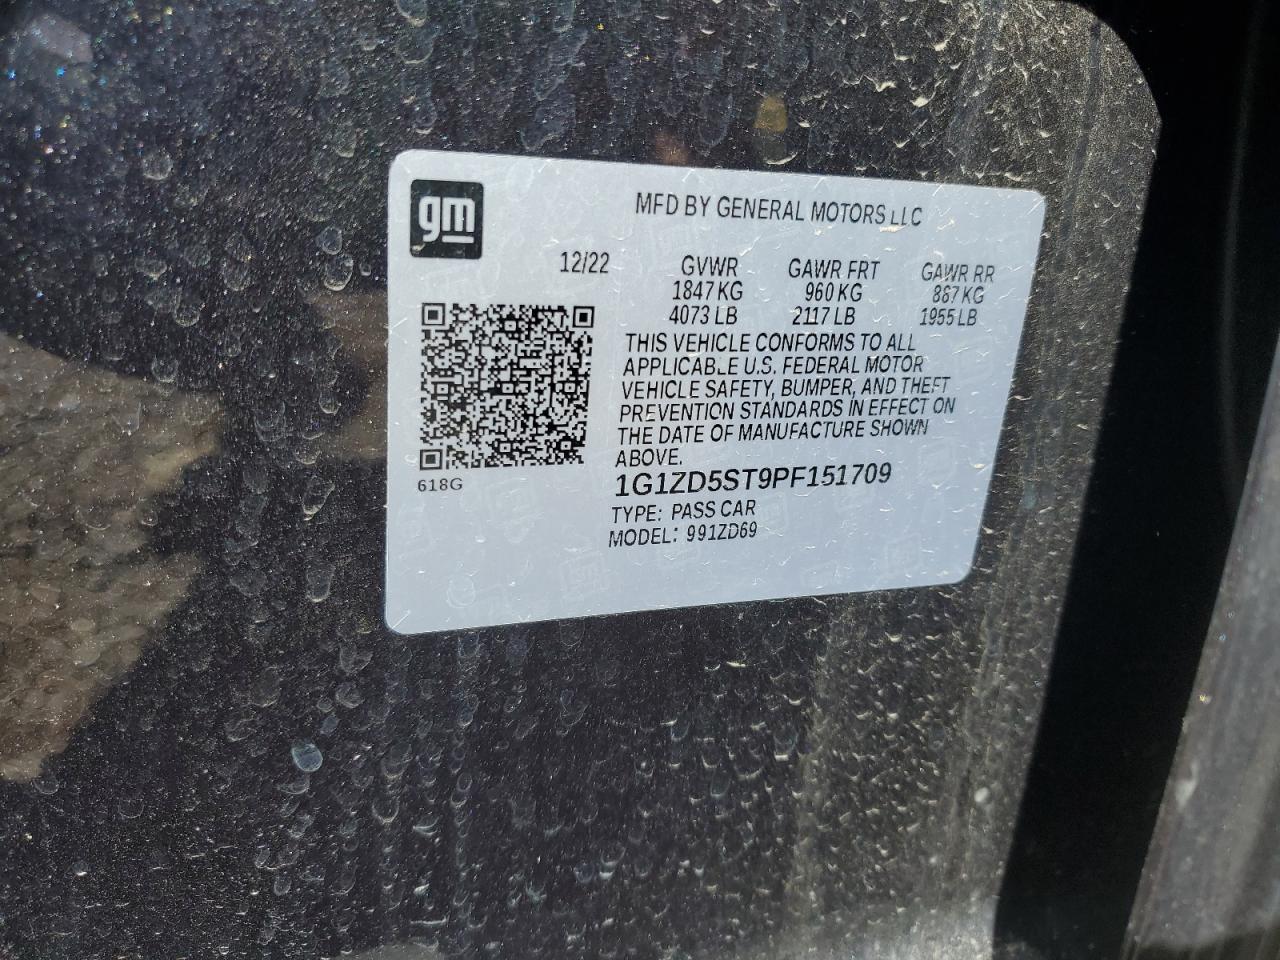 gm
MFD BY GENERAL MOTORS LLC
12/22 GVWR GAWR FRT GAWR RR
1847 KG 960 KG 887 KG
4073 LB 2117 LB 1955 LB
THIS VEHICLE CONFORMS TO ALL
APPLICABLE U.S. FEDERAL MOTOR
VEHICLE SAFETY, BUMPER, AND THEFT
PREVENTION STANDARDS IN EFFECT ON
THE DATE OF MANUFACTURE SHOWN
ABOVE.
618G
1G1ZD5ST9PF151709
TYPE: PASS CAR
MODEL: 991ZD69